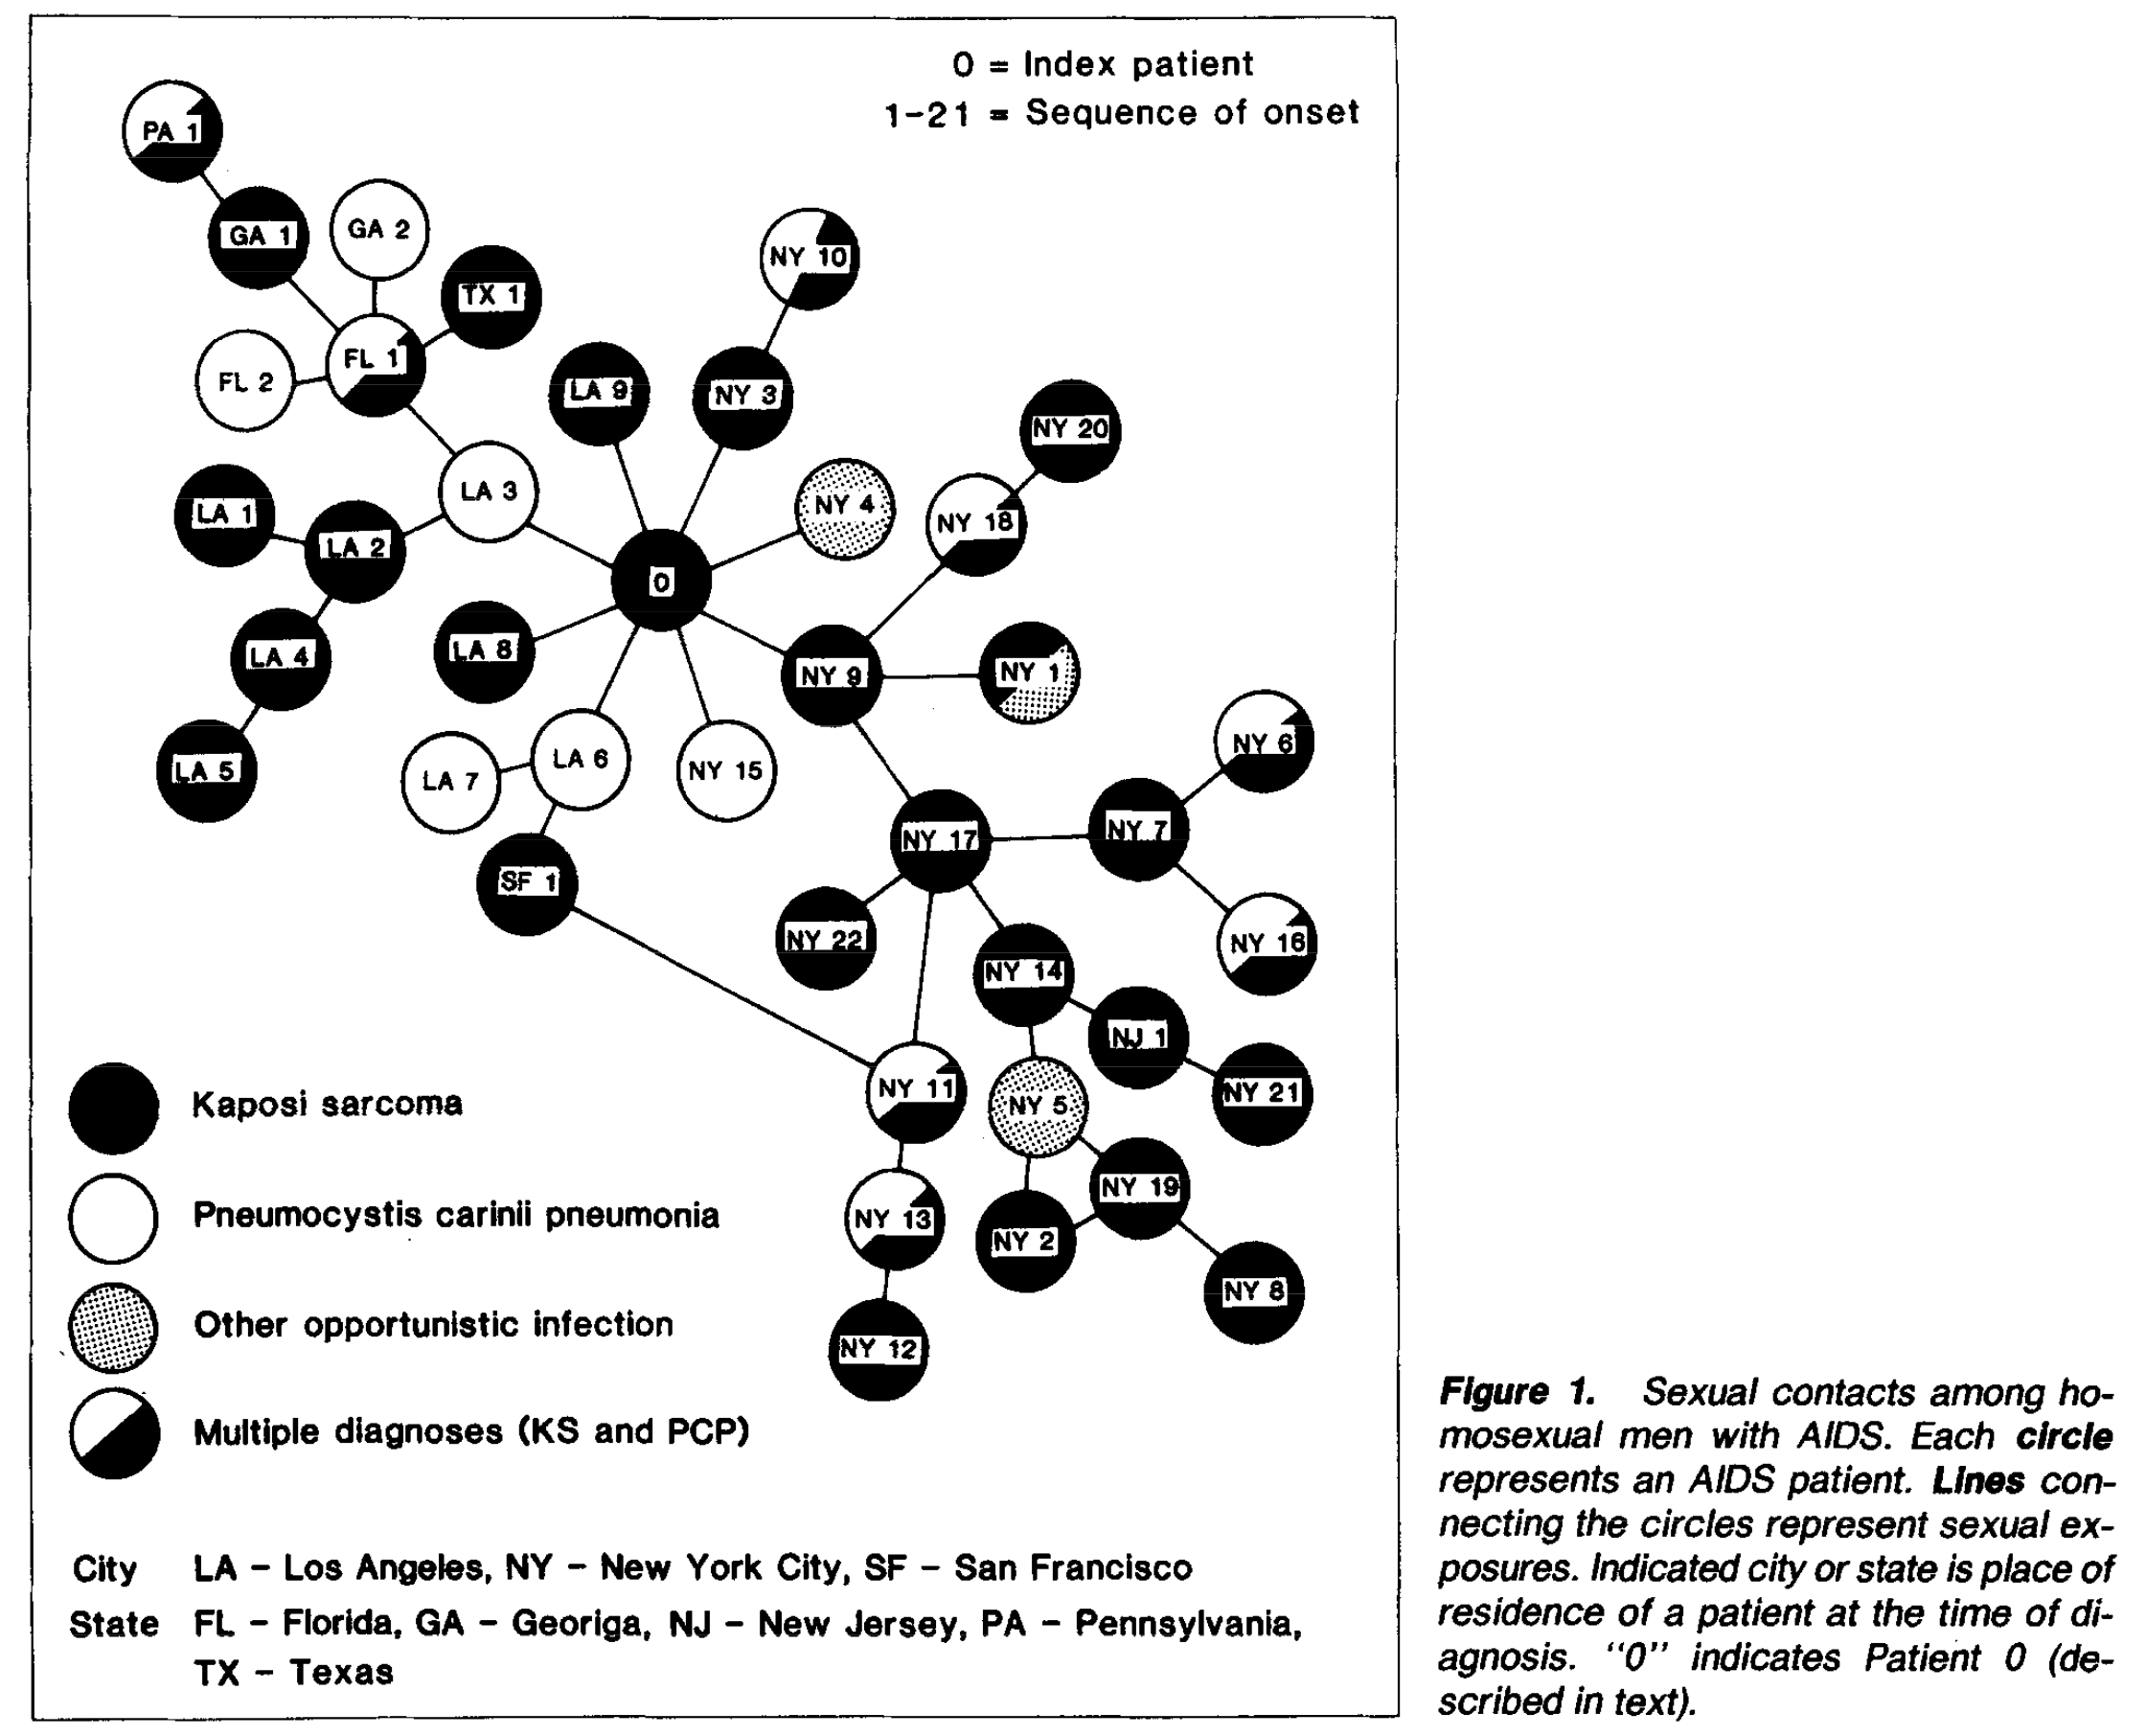 0 = Index patient
1-21 = Sequence of onset
PA 1
GA 1
GA 2
TX 1
NY 10
FL 1
FL 2
LA 9
NY 3
NY 20
LA 3
NY 4
NY 18
LA 1
LA 2
0
LA 4
LA 8
NY 9
NY 1
LA 5
LA 7
LA 6
NY 15
NY 6
NY 17
NY 7
SF 1
NY 22
NY 16
NY 14
NJ 1
NY 11
NY 5
NY 21
NY 13
NY 19
NY 2
NY 8
NY 12
Kaposi sarcoma
Pneumocystis carinii pneumonia
Other opportunistic infection
Multiple diagnoses (KS and PCP)
City LA - Los Angeles, NY - New York City, SF - San Francisco
State FL - Florida, GA - Georiga, NJ - New Jersey, PA - Pennsylvania,
TX - Texas
Figure 1. Sexual contacts among ho-
mosexual men with AIDS. Each circle
represents an AIDS patient. Lines con-
necting the circles represent sexual ex-
posures. Indicated city or state is place of
residence of a patient at the time of di-
agnosis. "0" indicates Patient 0 (de-
scribed in text).